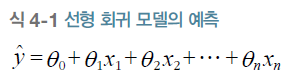 식 4-1 선형 회귀 모델의 예측
ŷ = θ₀ + θ₁x₁ + θ₂x₂ + ⋯ + θₙxₙ